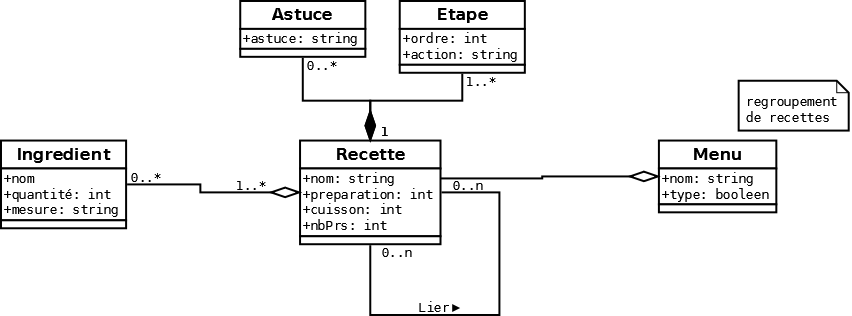 Astuce
+astuce: string
0..*
Etape
+ordre: int
+action: string
1..*
1
regroupement
de recettes
Ingredient
+nom
+quantité: int
+mesure: string
0..*
1..*
Recette
+nom: string
+preparation: int
+cuisson: int
+nbPrs: int
0..n
0..n
Lier►
Menu
+nom: string
+type: booleen